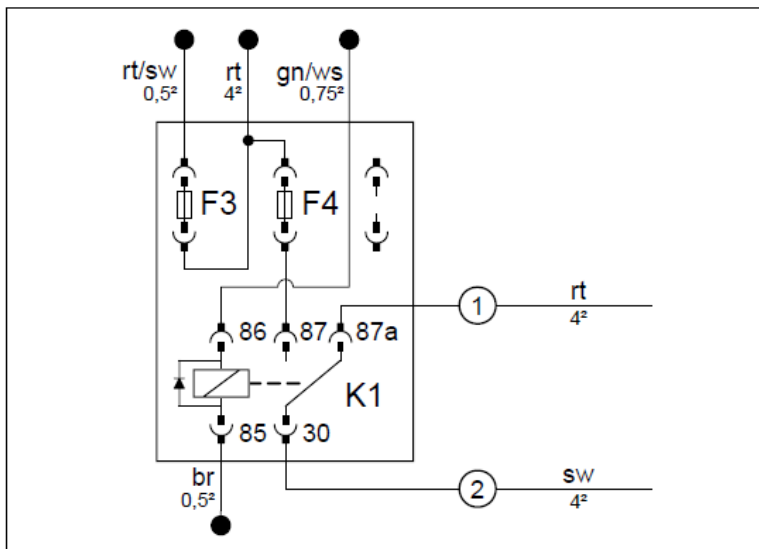 rt/sw
0,5²
rt
4²
gn/ws
0,75²
F3
F4
86
87
87a
1
rt
4²
K1
85
30
br
0,5²
2
sw
4²